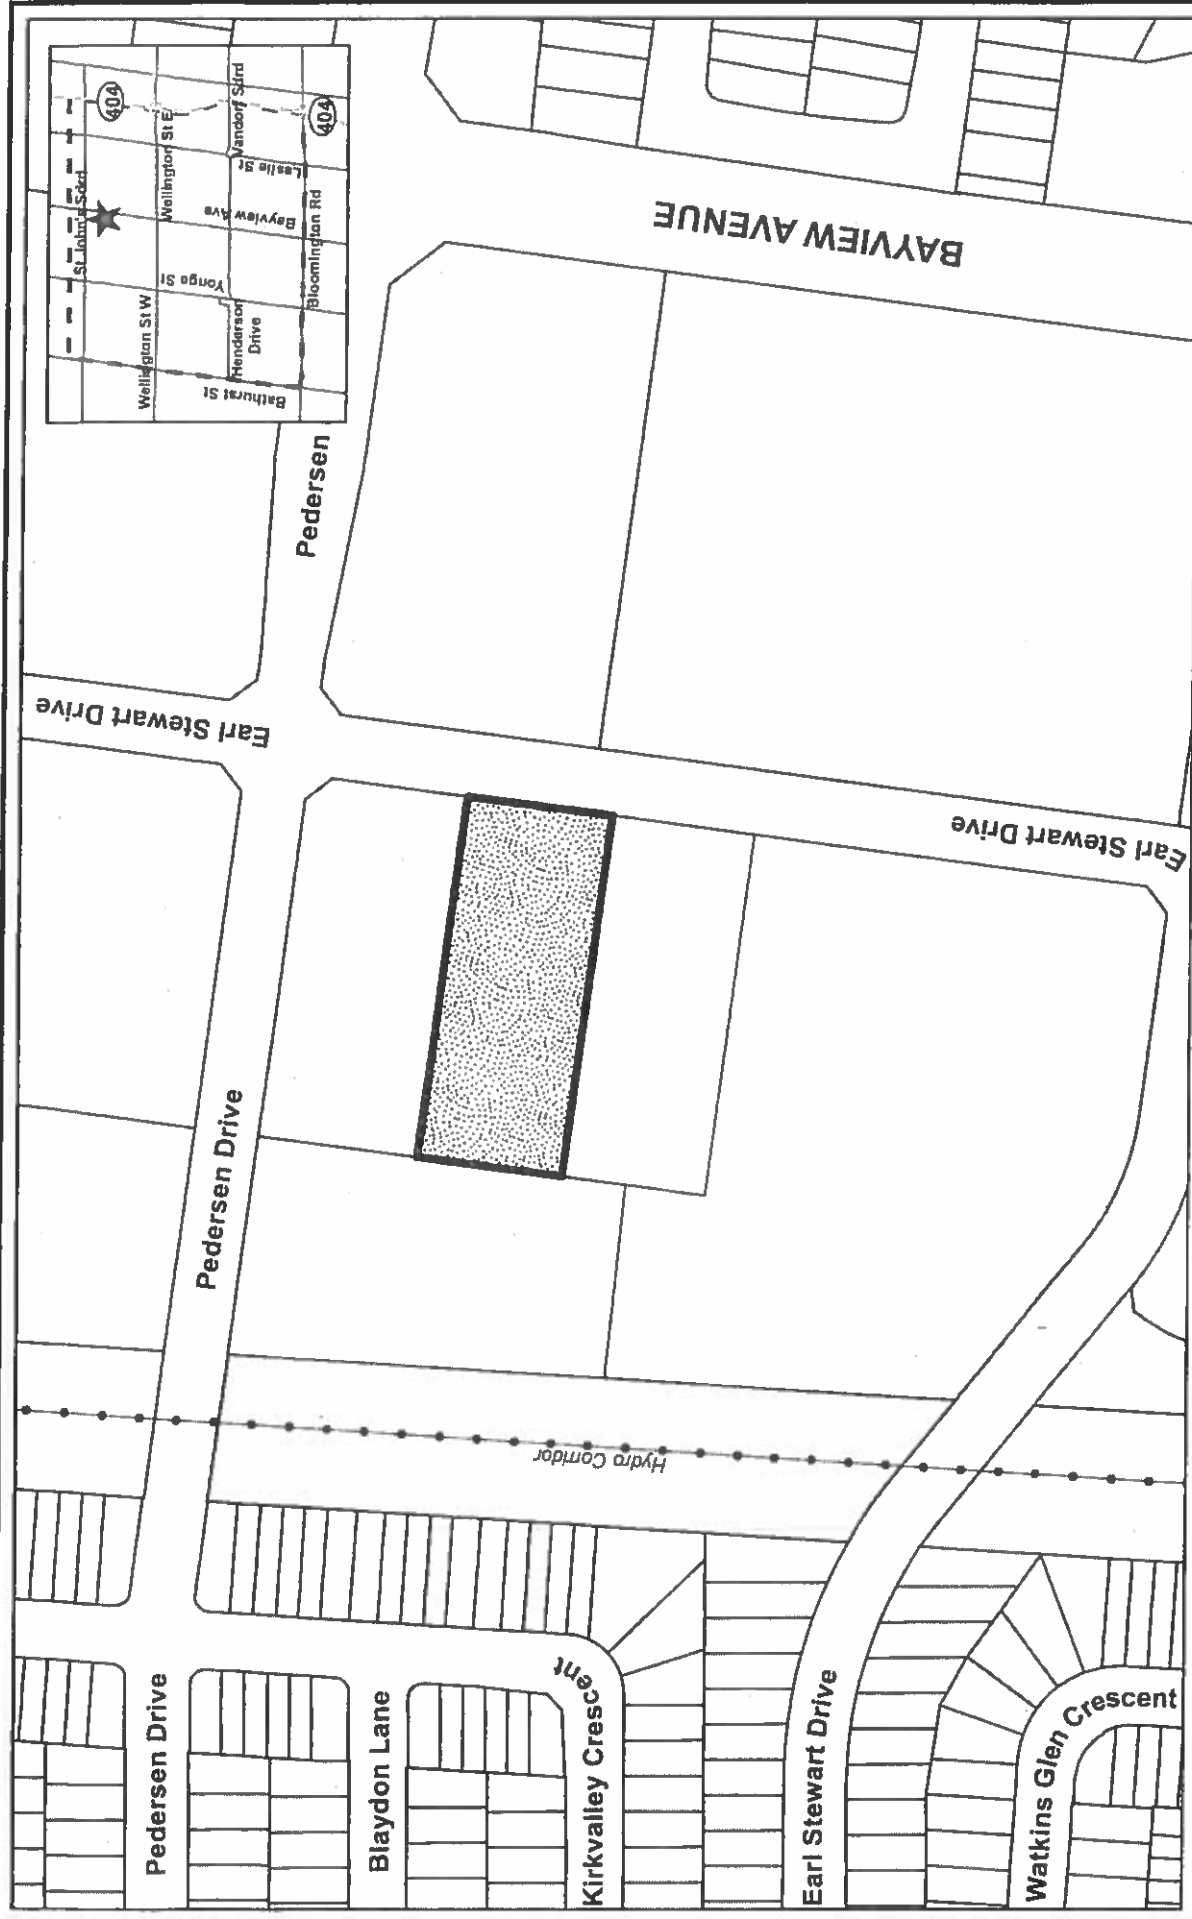 St John's Sdrd
404
Wellington St W
Wellington St E
Yonge St
Bayview Ave
Leslie St
Vandorf Sdrd
Henderson
Drive
Bathurst St
Bloomington Rd
404
Earl Stewart Drive
Pedersen
Pedersen Drive
Pedersen Drive
BAYVIEW AVENUE
Blaydon Lane
Hydro Corridor
Kirkvalley Crescent
Earl Stewart Drive
Earl Stewart Drive
Watkins Glen Crescent